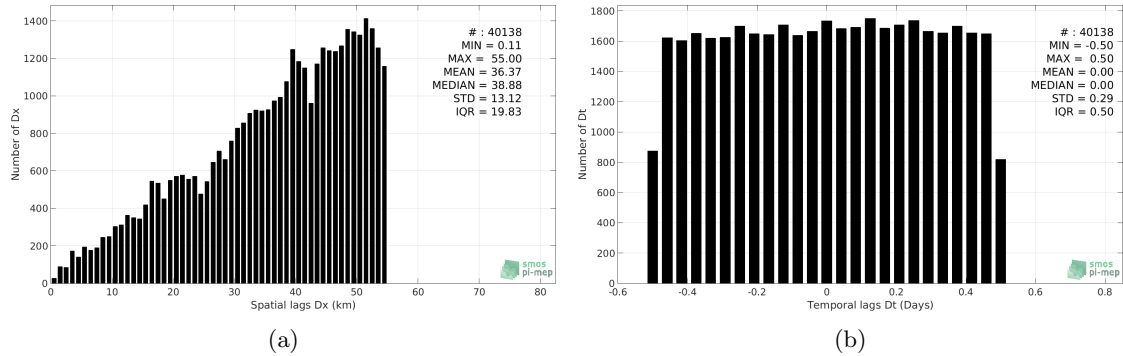 1400
1200
1000
800
600
400
200
0
Number of Dx
0 10 20 30 40 50 60 70 80
Spatial lags Dx (km)
# : 40138
MIN = 0.11
MAX = 55.00
MEAN = 36.37
MEDIAN = 38.88
STD = 13.12
IQR = 19.83
smos
pi-mep
(a)
1800
1600
1400
1200
1000
800
600
400
200
0
Number of Dt
-0.6 -0.4 -0.2 0 0.2 0.4 0.6 0.8
Temporal lags Dt (Days)
# : 40138
MIN = -0.50
MAX = 0.50
MEAN = 0.00
MEDIAN = 0.00
STD = 0.29
IQR = 0.50
smos
pi-mep
(b)